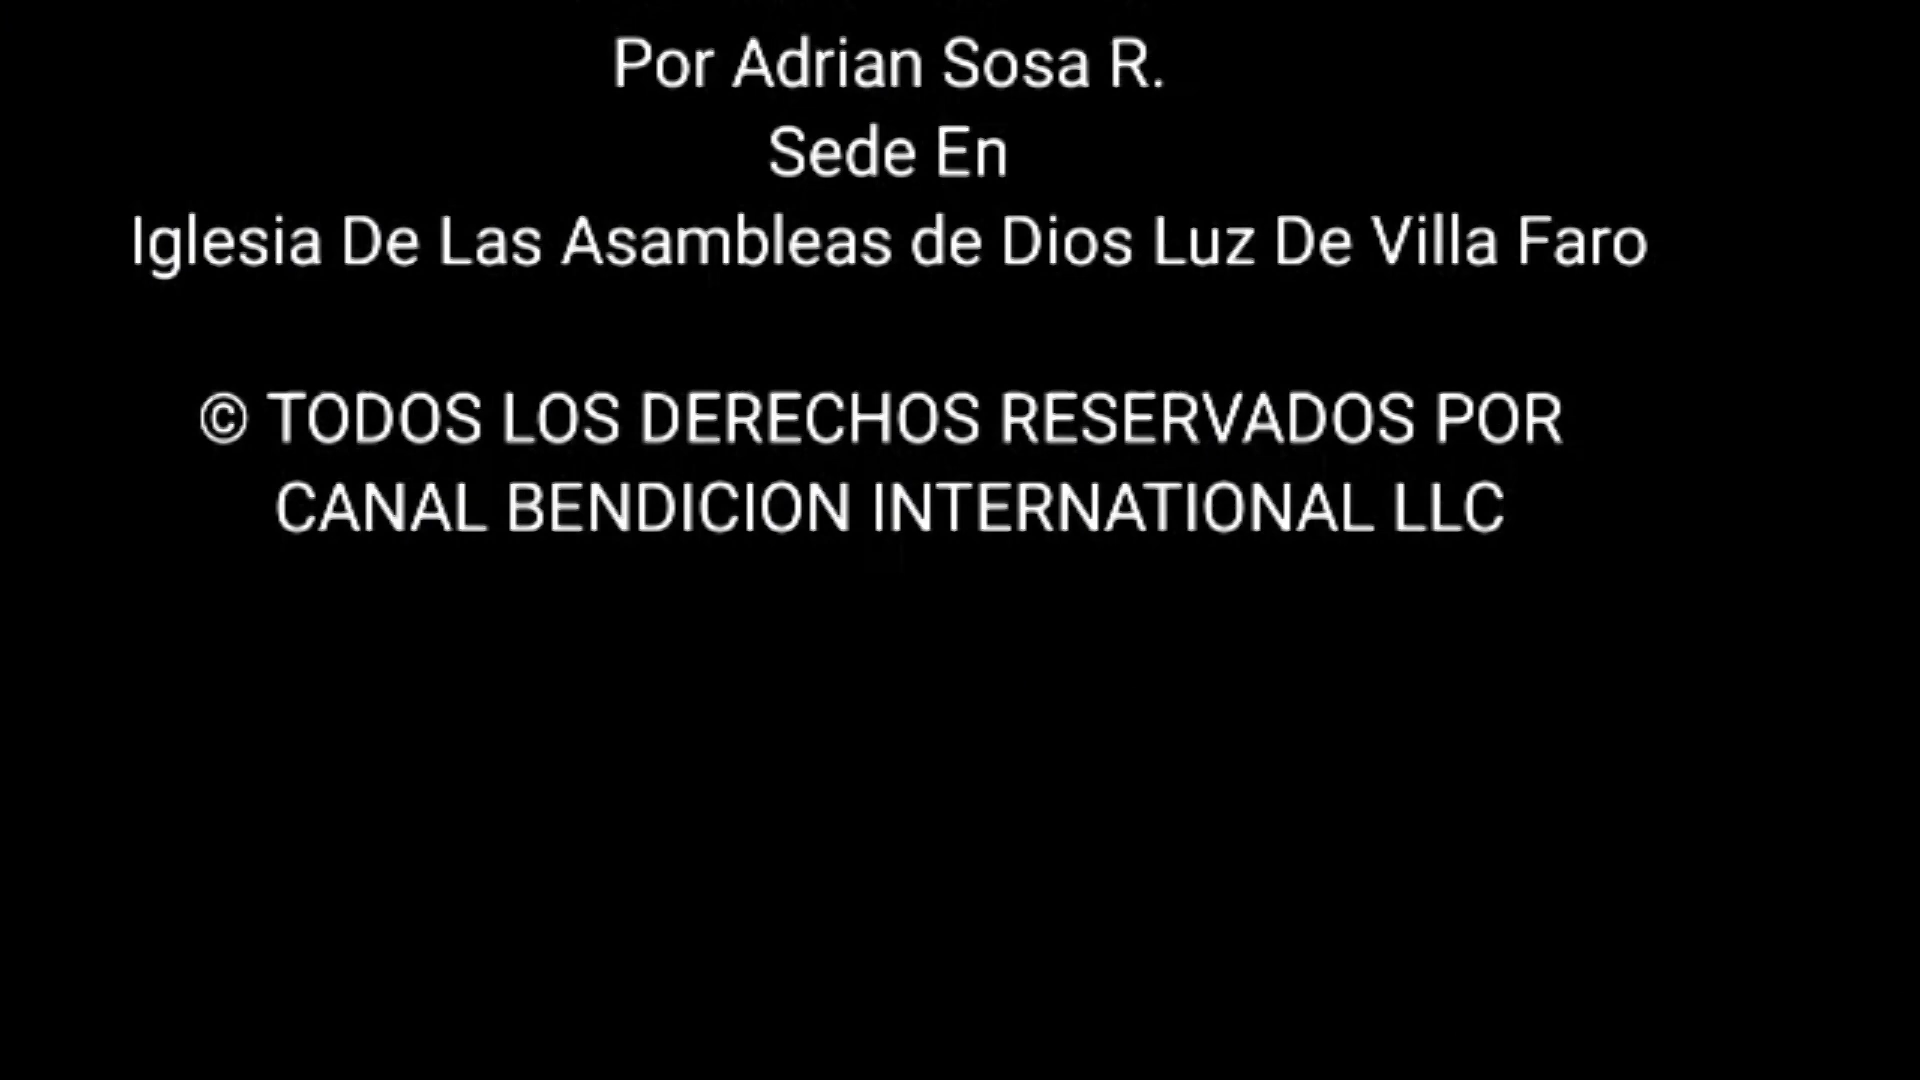 Por Adrian Sosa R.
Sede En
Iglesia De Las Asambleas de Dios Luz De Villa Faro
© TODOS LOS DERECHOS RESERVADOS POR
CANAL BENDICION INTERNATIONAL LLC